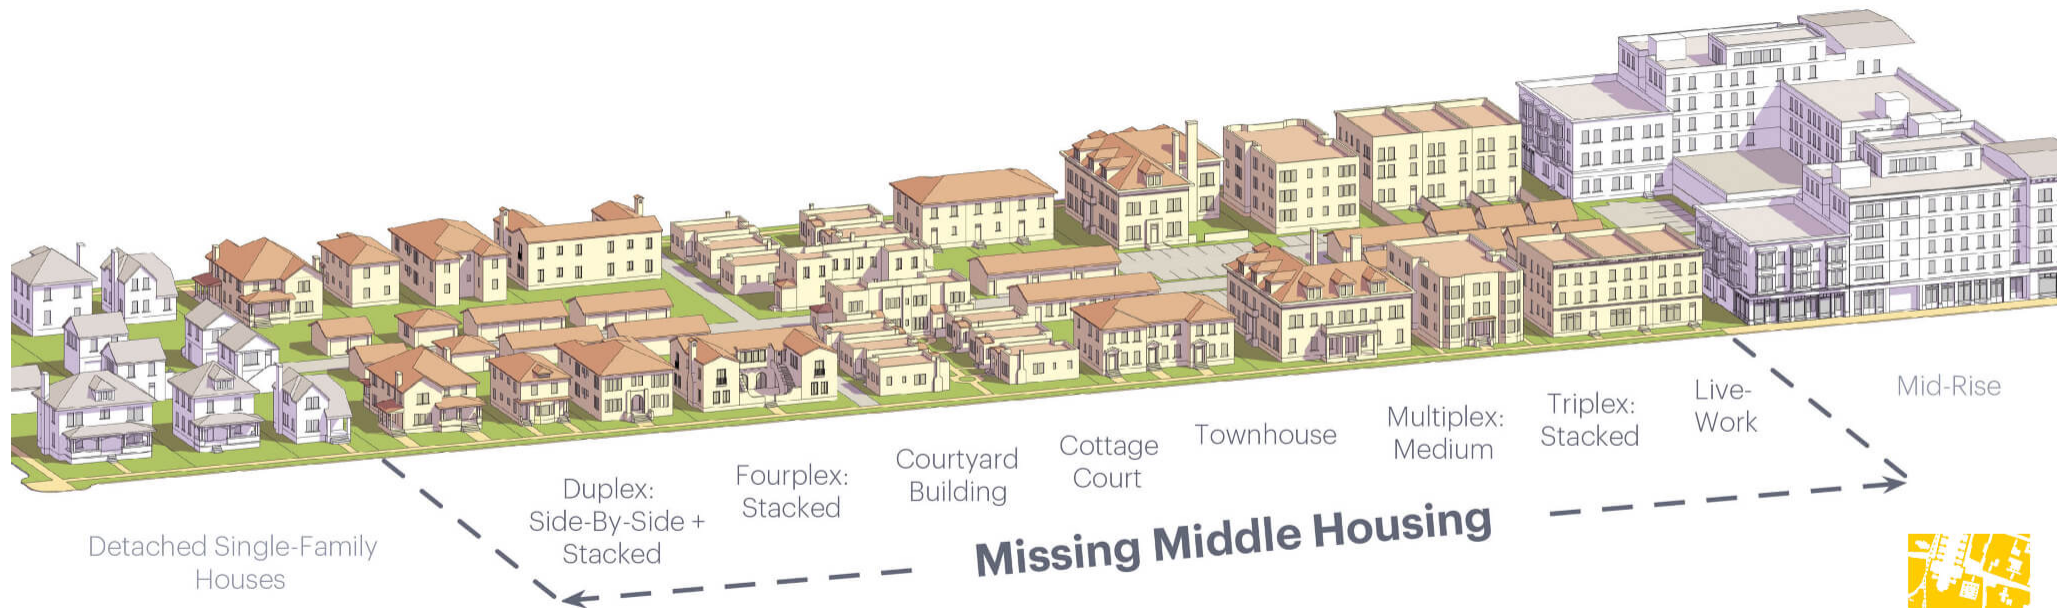 Detached Single-Family
Houses
Duplex:
Side-By-Side +
Stacked
Fourplex:
Stacked
Courtyard
Building
Cottage
Court
Townhouse
Multiplex:
Medium
Triplex:
Stacked
Live-
Work
Mid-Rise
Missing Middle Housing